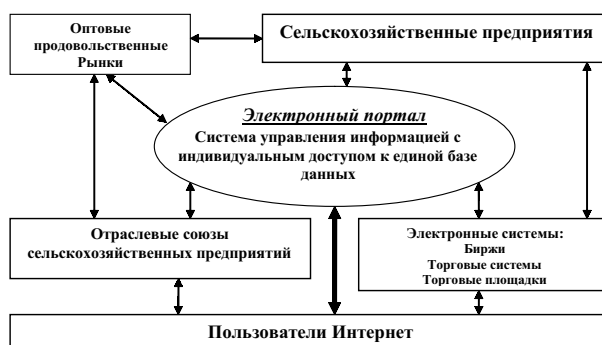 Оптовые
продовольственные
Рынки
Сельскохозяйственные предприятия
Электронный портал
Система управления информацией с
индивидуальным доступом к единой базе
данных
Отраслевые союзы
сельскохозяйственных предприятий
Электронные системы:
Биржи
Торговые системы
Торговые площадки
Пользователи Интернет